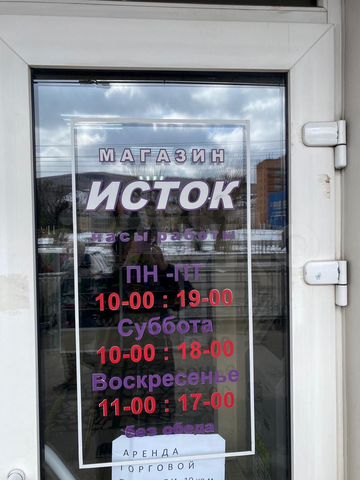 МАГАЗИН
ИСТОК
часы работы
ПН -ПТ
10-00 : 19-00
Суббота
10-00 : 18-00
Воскресенье
11-00 : 17-00
без обеда
АРЕНДА
ТОРГОВОЙ